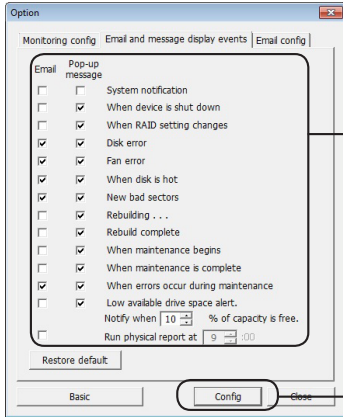 Option
Monitoring config Email and message display events Email config
Email Pop-up message
System notification
When device is shut down
When RAID setting changes
Disk error
Fan error
When disk is hot
New bad sectors
Rebuilding . . .
Rebuild complete
When maintenance begins
When maintenance is complete
When errors occur during maintenance
Low available drive space alert.
Notify when 10 % of capacity is free.
Run physical report at 9 :00
Restore default
Basic Config Close